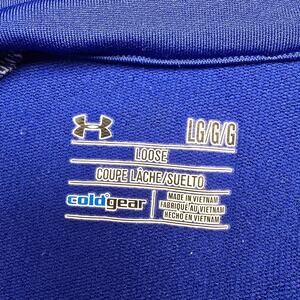 LG/G/G
LOOSE
COUPE LÂCHE/SUELTO
coldgear
MADE IN VIETNAM
FABRIQUÉ AU VIETNAM
HECHO EN VIETNAM